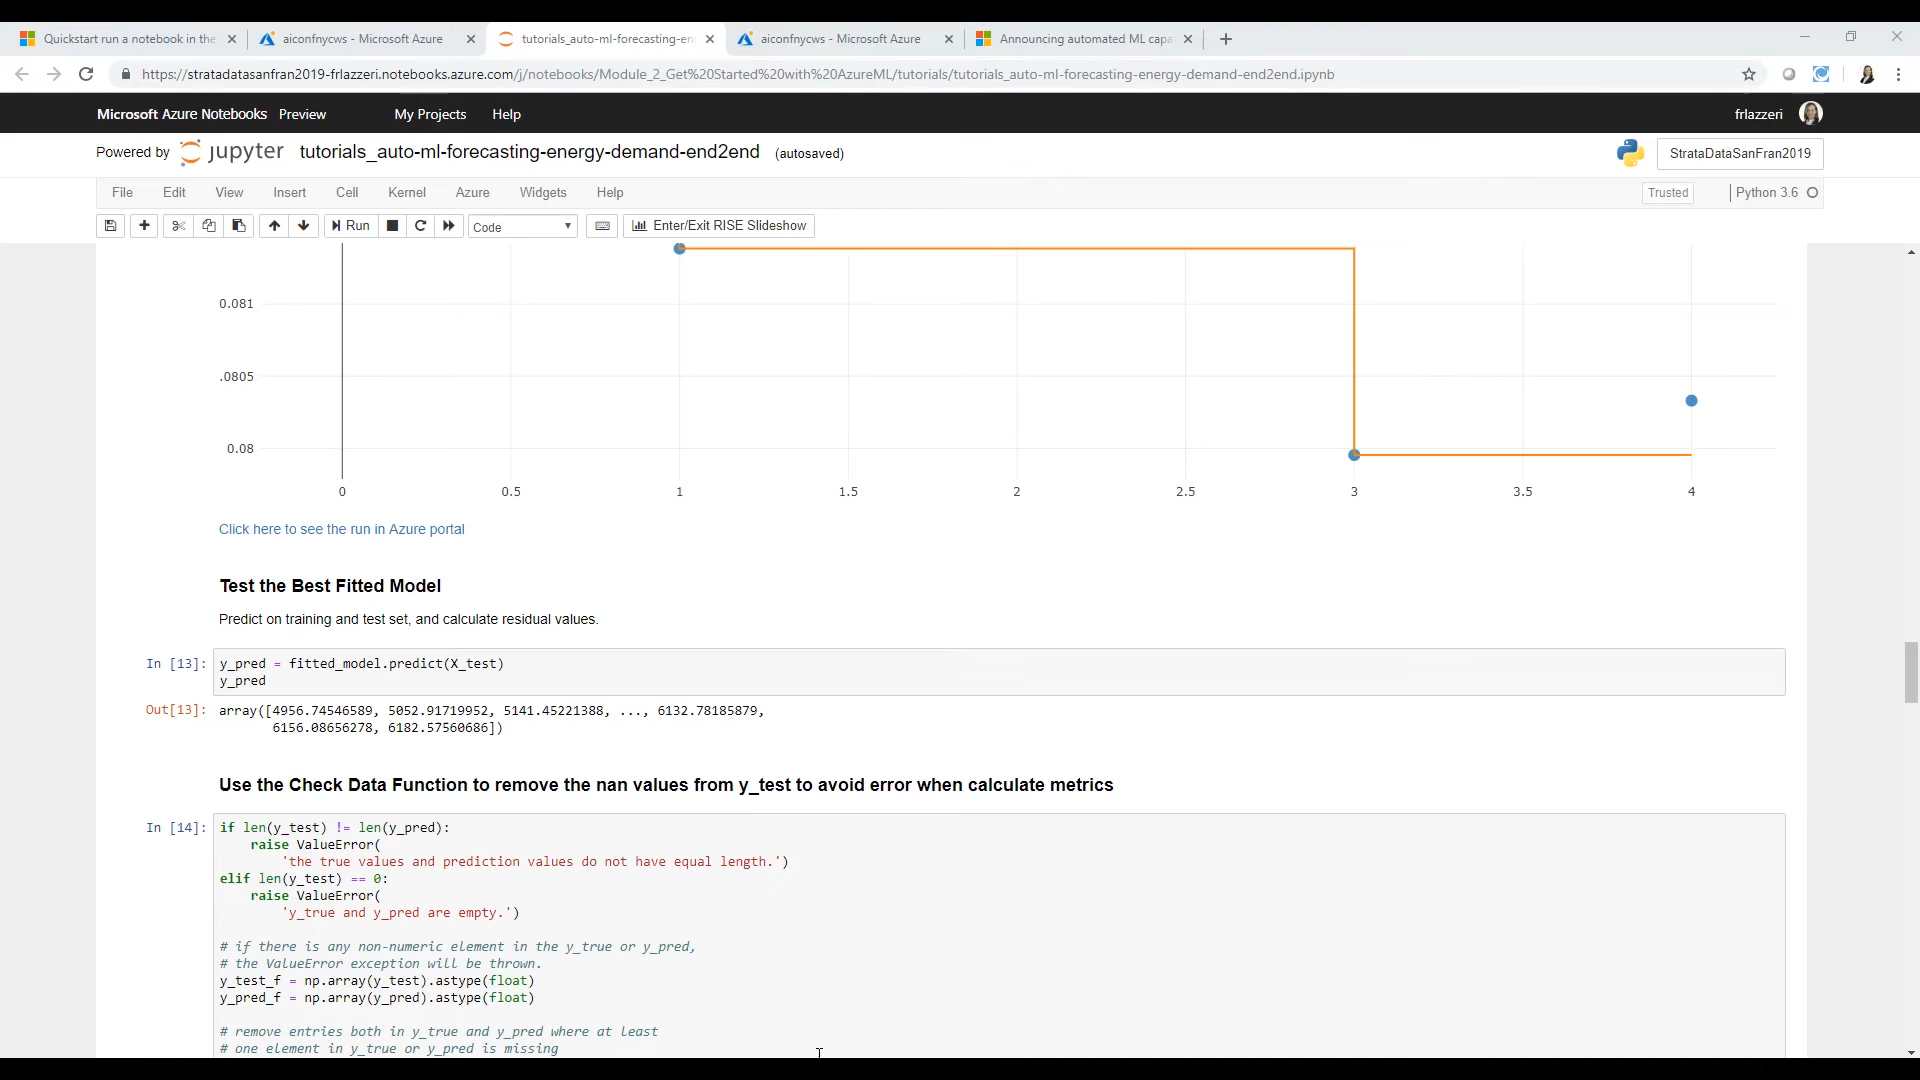 Quickstart run a notebook in the
aiconfnycws - Microsoft Azure
tutorials_auto-ml-forecasting-en
aiconfnycws - Microsoft Azure
Announcing automated ML capa
https://stratadatasanfran2019-frlazzeri.notebooks.azure.com/j/notebooks/Module_2_Get%20Started%20with%20AzureML/tutorials/tutorials_auto-ml-forecasting-energy-demand-end2end.ipynb
Microsoft Azure Notebooks Preview My Projects Help frlazzeri
Powered by jupyter tutorials_auto-ml-forecasting-energy-demand-end2end (autosaved) StrataDataSanFran2019
File Edit View Insert Cell Kernel Azure Widgets Help Trusted Python 3.6
Run Code Enter/Exit RISE Slideshow
0.081
.0805
0.08
0 0.5 1 1.5 2 2.5 3 3.5 4
Click here to see the run in Azure portal
Test the Best Fitted Model
Predict on training and test set, and calculate residual values.
In [13]: y_pred = fitted_model.predict(X_test)
y_pred
Out[13]: array([4956.74546589, 5052.91719952, 5141.45221388, ..., 6132.78185879,
6156.08656278, 6182.57560686])
Use the Check Data Function to remove the nan values from y_test to avoid error when calculate metrics
In [14]: if len(y_test) != len(y_pred):
raise ValueError(
'the true values and prediction values do not have equal length.')
elif len(y_test) == 0:
raise ValueError(
'y_true and y_pred are empty.')
# if there is any non-numeric element in the y_true or y_pred,
# the ValueError exception will be thrown.
y_test_f = np.array(y_test).astype(float)
y_pred_f = np.array(y_pred).astype(float)
# remove entries both in y_true and y_pred where at least
# one element in y_true or y_pred is missing